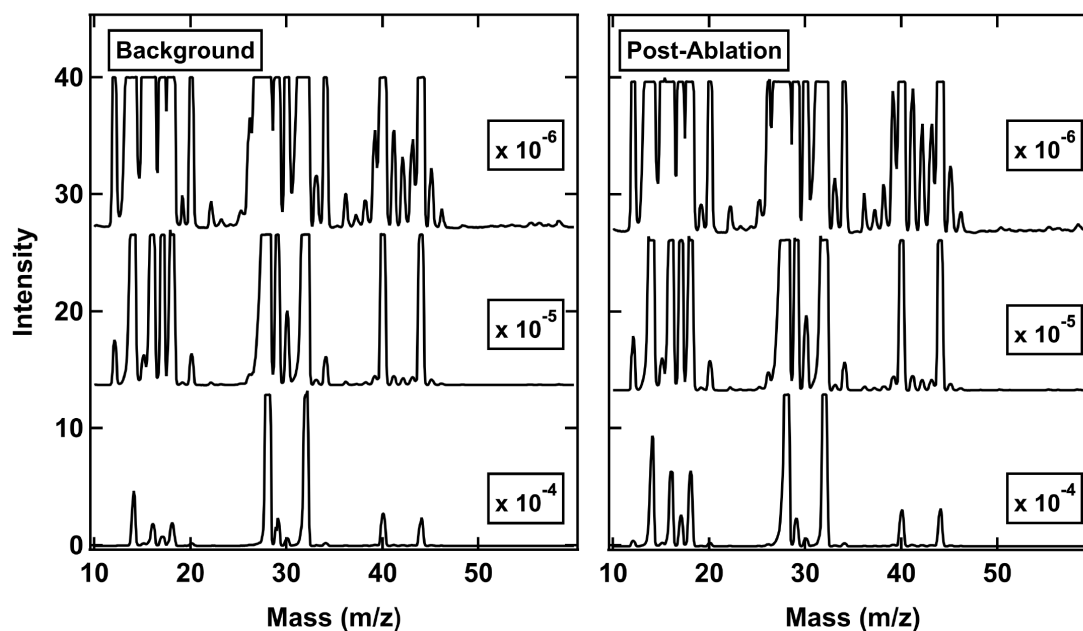 Background
Post-Ablation
Intensity
40
30
20
10
0
x 10-6
x 10-5
x 10-4
x 10-6
x 10-5
x 10-4
10 20 30 40 50
10 20 30 40 50
Mass (m/z)
Mass (m/z)